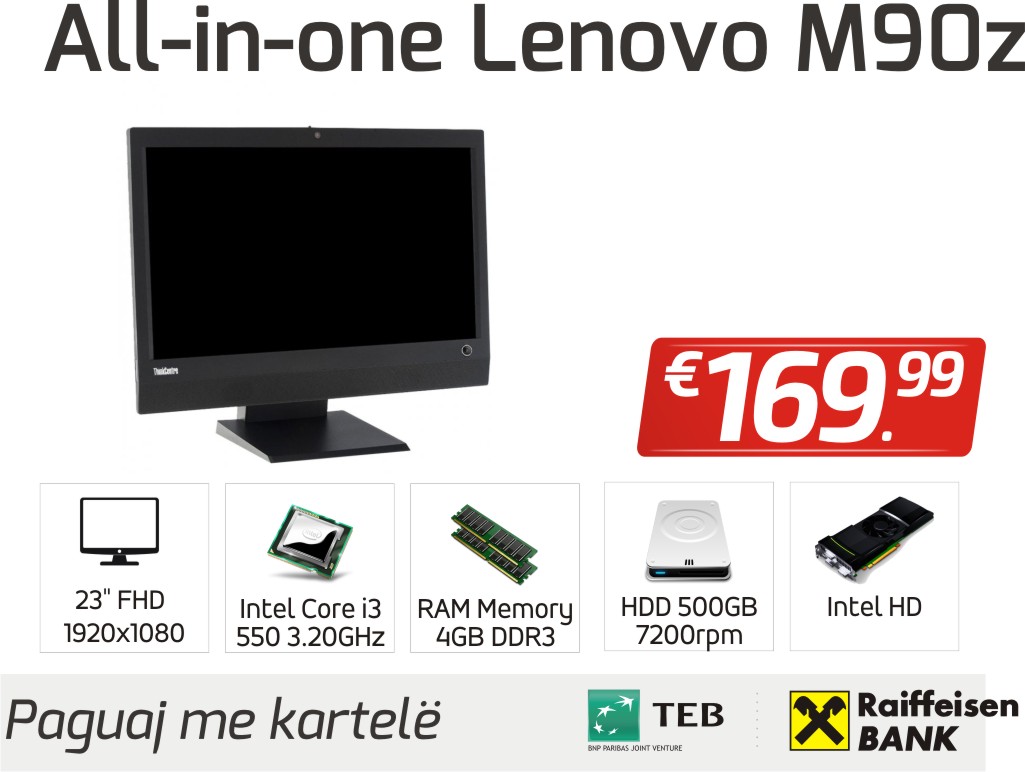 All-in-one Lenovo M90z
ThinkCentre
€169.99
23" FHD
1920x1080
Intel Core i3
550 3.20GHz
RAM Memory
4GB DDR3
HDD 500GB
7200rpm
Intel HD
Paguaj me kartelë
TEB
BNP PARIBAS JOINT VENTURE
Raiffeisen
BANK